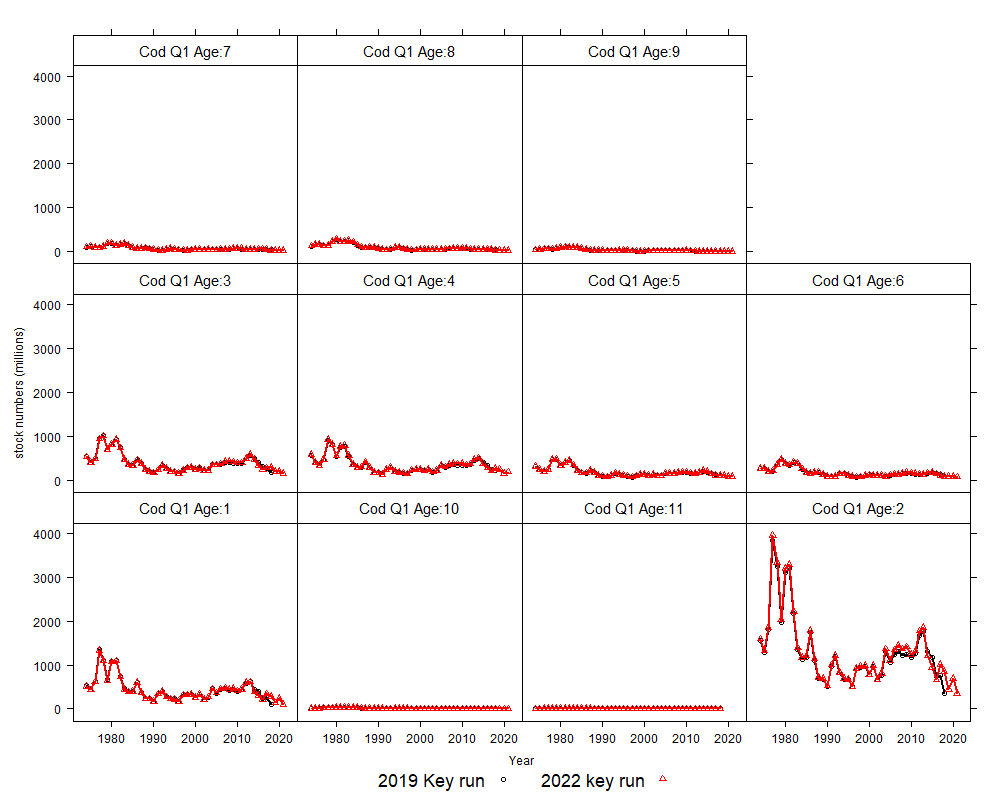 Cod Q1 Age:7 Cod Q1 Age:8 Cod Q1 Age:9
4000
3000
2000
1000
0
Cod Q1 Age:3 Cod Q1 Age:4 Cod Q1 Age:5 Cod Q1 Age:6
4000
3000
2000
1000
0
stock numbers (millions)
Cod Q1 Age:1 Cod Q1 Age:10 Cod Q1 Age:11 Cod Q1 Age:2
4000
3000
2000
1000
0
1980 1990 2000 2010 2020 1980 1990 2000 2010 2020 1980 1990 2000 2010 2020 1980 1990 2000 2010 2020
Year
2019 Key run 2022 key run